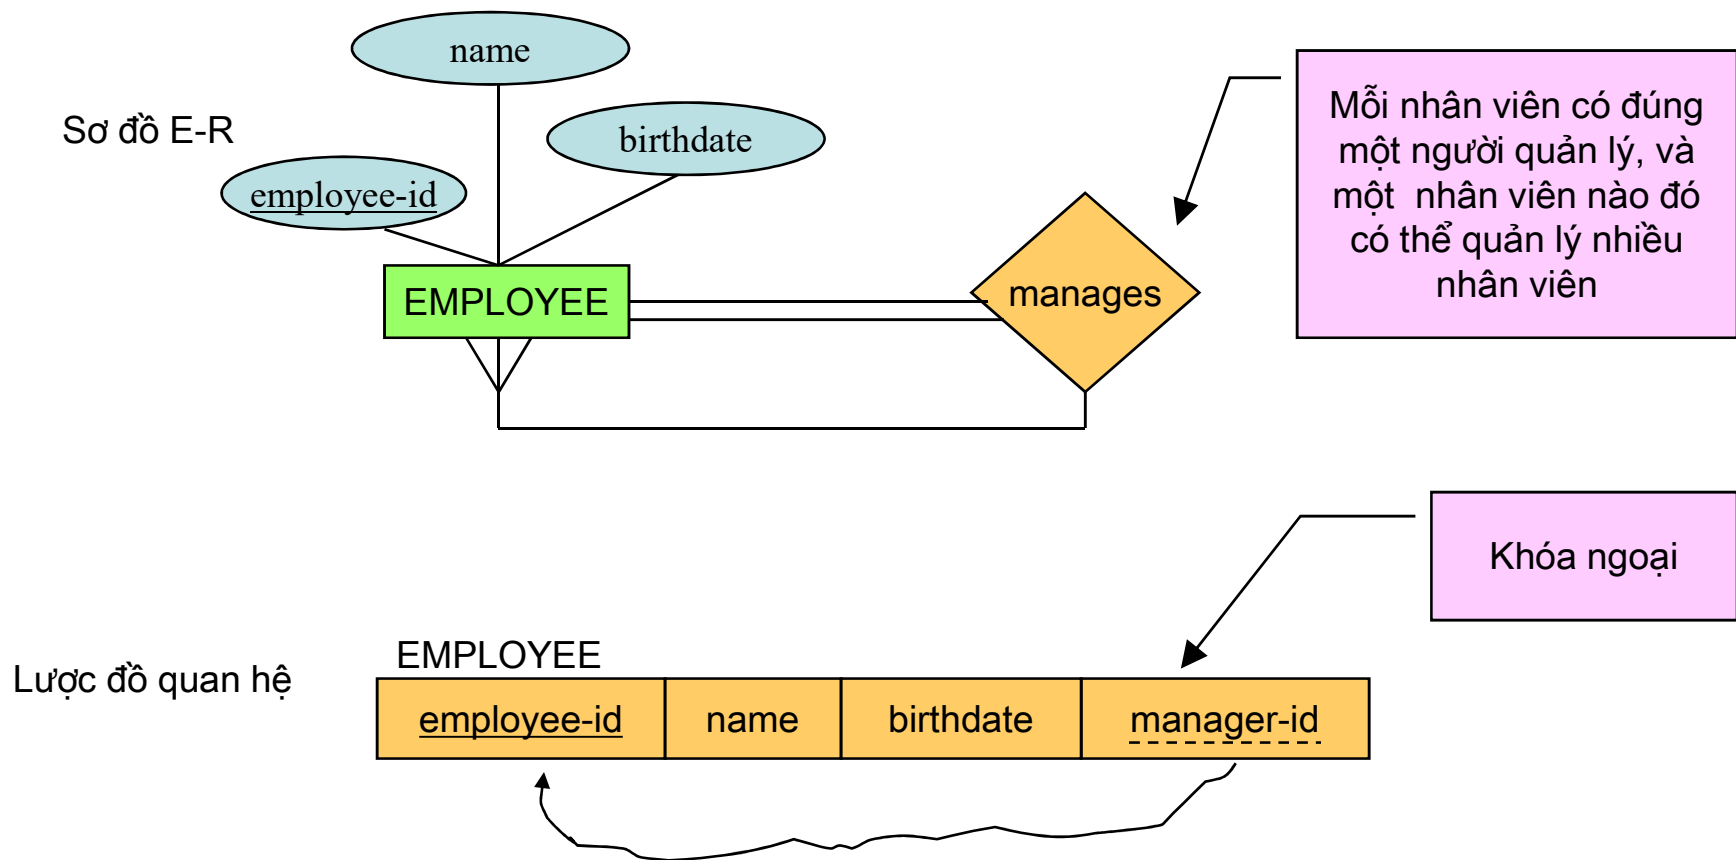 name
Sơ đồ E-R
birthdate
employee-id
EMPLOYEE
manages
Mỗi nhân viên có đúng
một người quản lý, và
một nhân viên nào đó
có thể quản lý nhiều
nhân viên
Khóa ngoại
Lược đồ quan hệ
EMPLOYEE
employee-id name birthdate manager-id